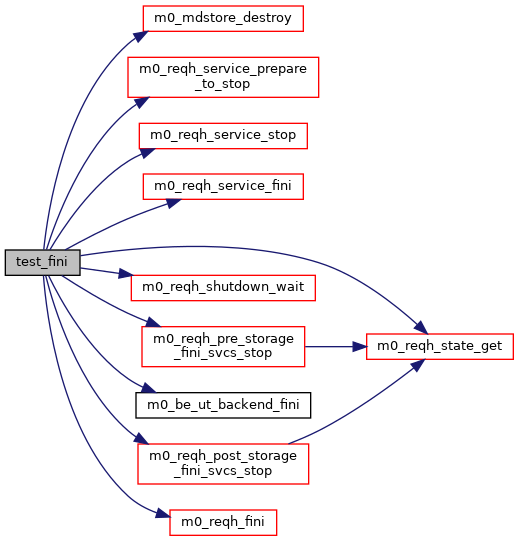 m0_mdstore_destroy
m0_reqh_service_prepare
_to_stop
m0_reqh_service_stop
m0_reqh_service_fini
test_fini
m0_reqh_shutdown_wait
m0_reqh_pre_storage
_fini_svcs_stop
m0_reqh_state_get
m0_be_ut_backend_fini
m0_reqh_post_storage
_fini_svcs_stop
m0_reqh_fini